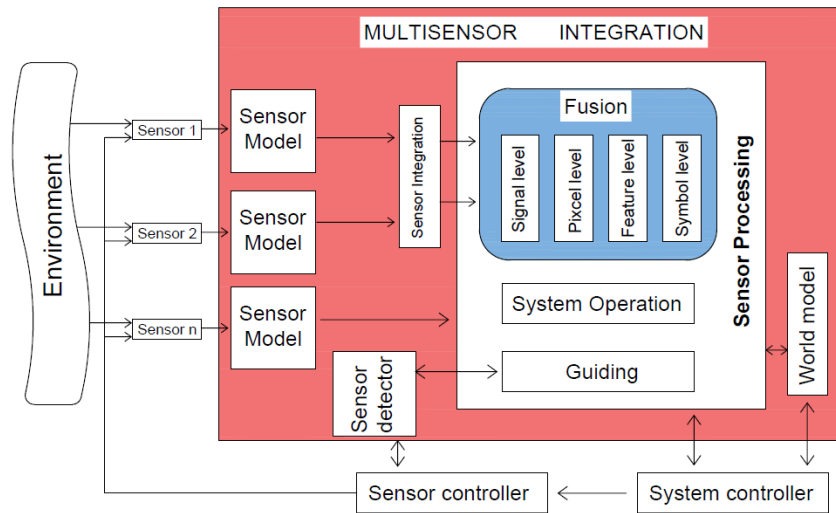 MULTISENSOR INTEGRATION
Environment
Sensor 1
Sensor 2
Sensor n
Sensor
Model
Sensor
Model
Sensor
Model
Sensor Integration
Fusion
Signal level
Pixcel level
Feature level
Symbol level
Sensor Processing
System Operation
Guiding
Sensor
detector
World model
Sensor controller
System controller